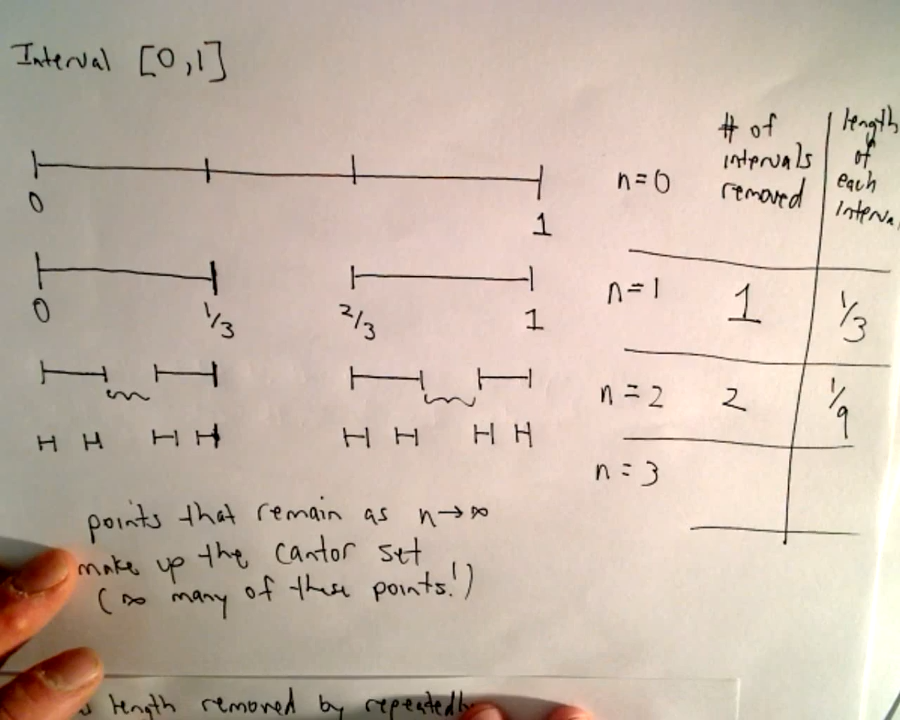 Interval [0,1]
# of intervals removed
length of each
n=0
0
1
0
1/3
2/3
1
n=1 1 1/3
n=2 2 1/9
n=3
points that remain as n→∞
make up the cantor set
(∞ many of these points!)
length removed by